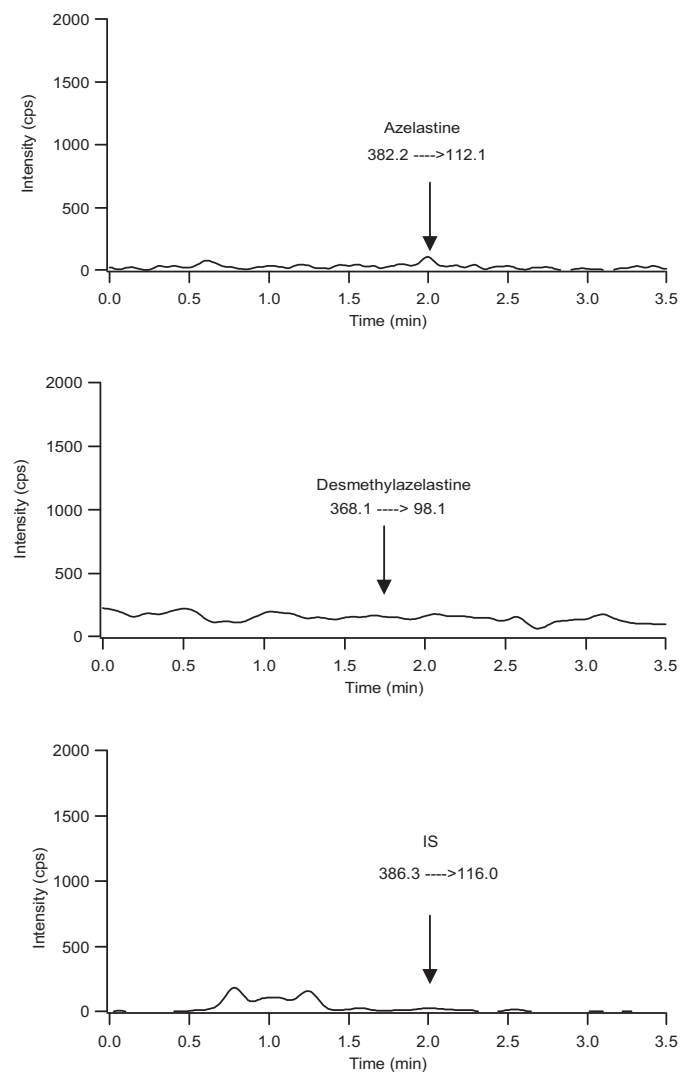 2000
1500
1000
500
0
Intensity (cps)
Azelastine
382.2 ---->112.1
0.0 0.5 1.0 1.5 2.0 2.5 3.0 3.5
Time (min)
2000
1500
1000
500
0
Intensity (cps)
Desmethylazelastine
368.1 ----> 98.1
0.0 0.5 1.0 1.5 2.0 2.5 3.0 3.5
Time (min)
2000
1500
1000
500
0
Intensity (cps)
IS
386.3 ---->116.0
0.0 0.5 1.0 1.5 2.0 2.5 3.0 3.5
Time (min)